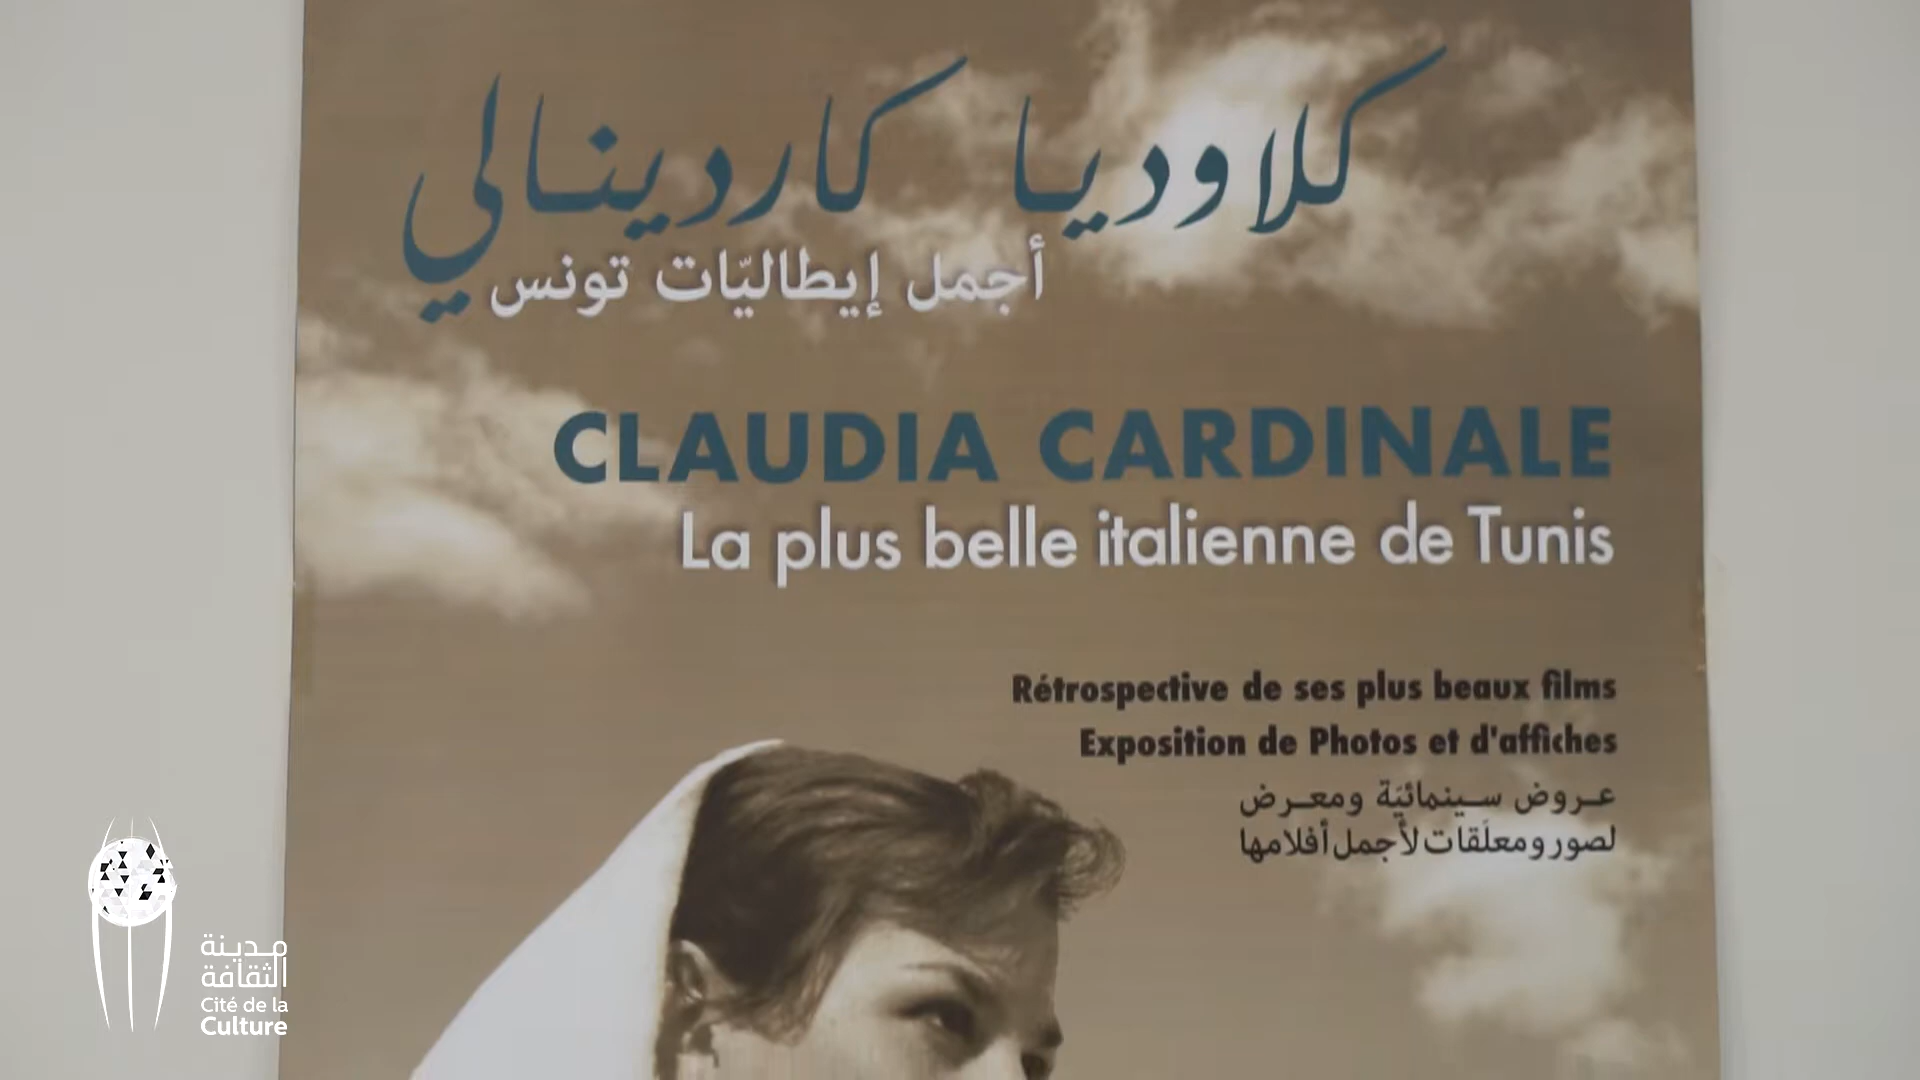 كلاوديا كاردينالي
أجمل إيطاليّات تونس
CLAUDIA CARDINALE
La plus belle italienne de Tunis
Rétrospective de ses plus beaux films
Exposition de Photos et d'affiches
عروض سينمائيّة ومعرض
لصور ومعلّقات لأجمل أفلامها
مدينة
الثقافة
Cité de la
Culture